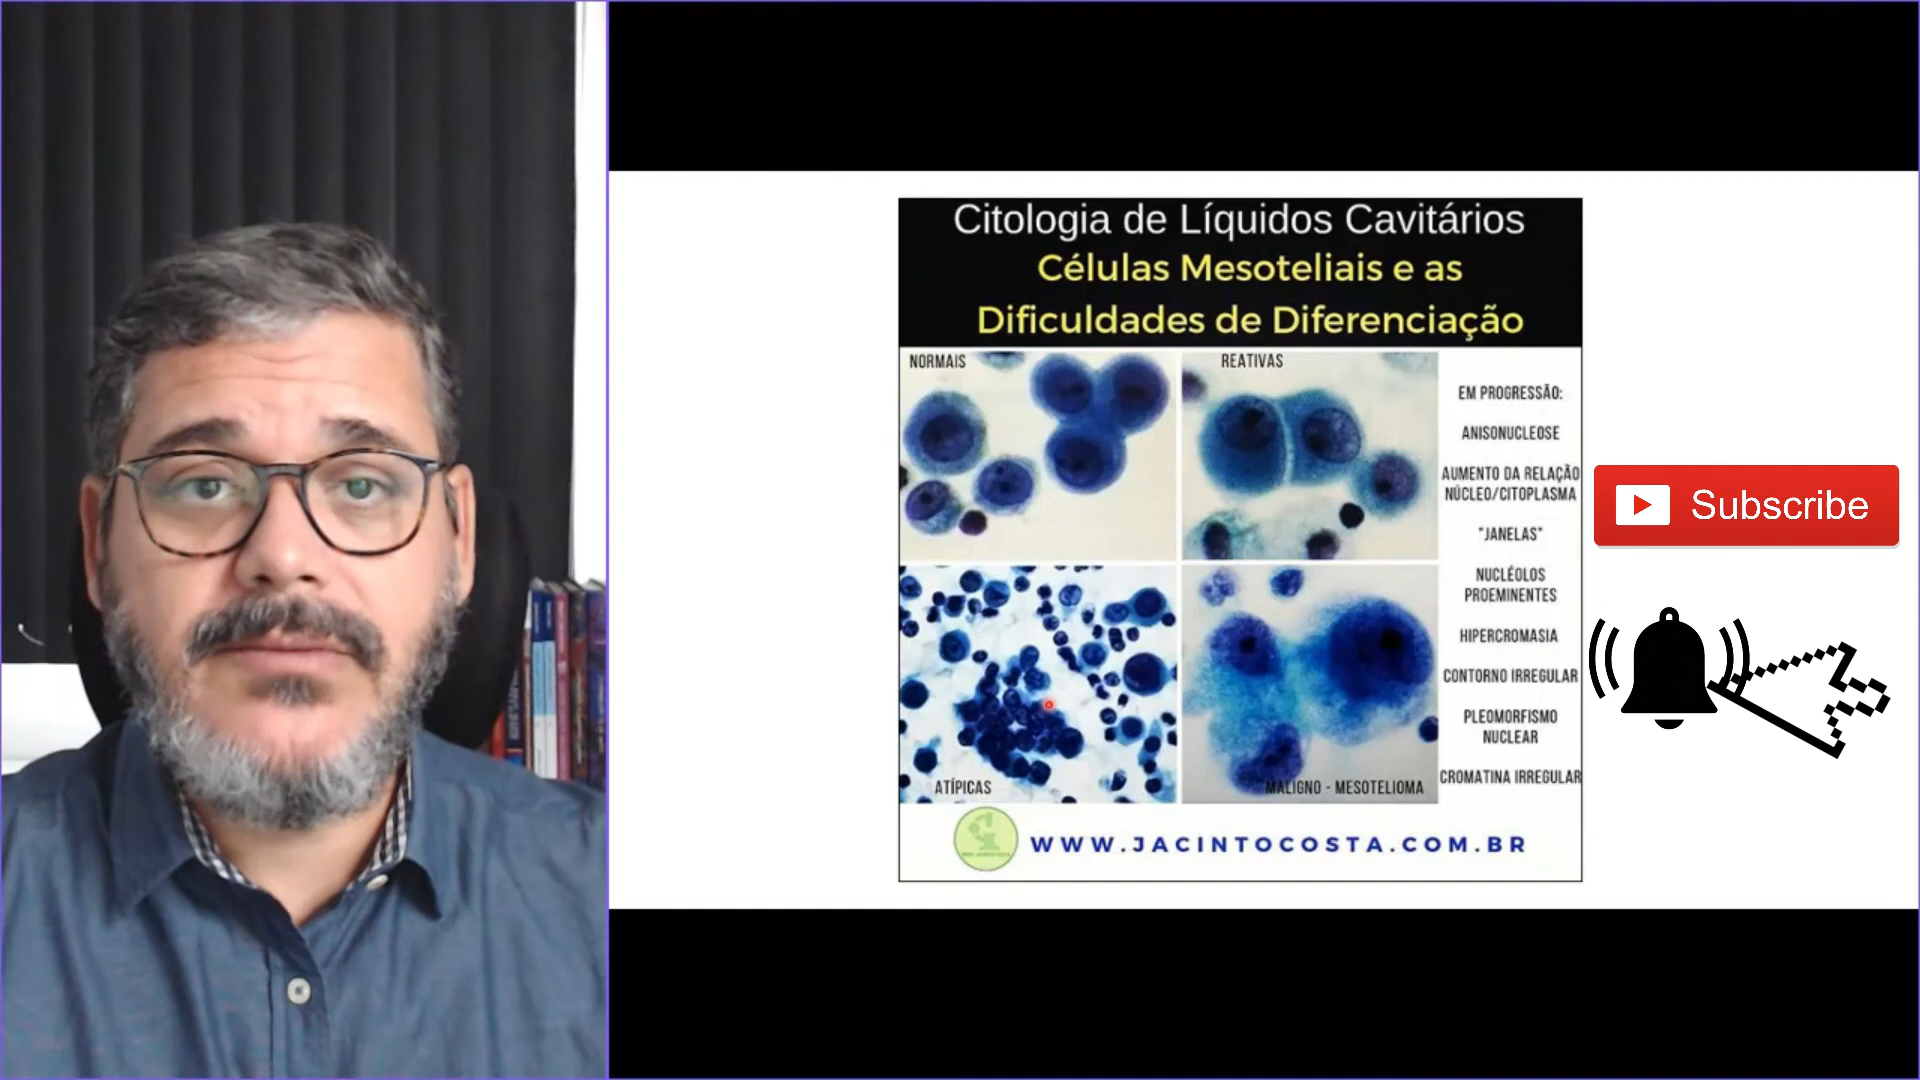 Citologia de Líquidos Cavitários
Células Mesoteliais e as
Dificuldades de Diferenciação
NORMAIS
REATIVAS
EM PROGRESSÃO:
ANISONUCLEOSE
AUMENTO DA RELAÇÃO
NÚCLEO/CITOPLASMA
"JANELAS"
NUCLÉOLOS
PROEMINENTES
HIPERCROMASIA
CONTORNO IRREGULAR
PLEOMORFISMO
NUCLEAR
CROMATINA IRREGULAR
ATÍPICAS
MALIGNO - MESOTELIOMA
WWW.JACINTOCOSTA.COM.BR
Subscribe